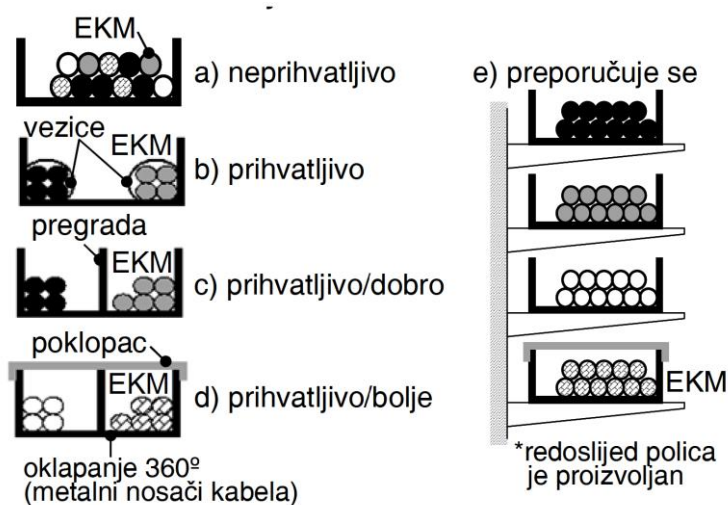 EKM
a) neprihvatljivo
vezice
EKM
b) prihvatljivo
pregrada
EKM
c) prihvatljivo/dobro
poklopac
EKM
d) prihvatljivo/bolje
oklapanje 360º
(metalni nosači kabela)
e) preporučuje se
EKM
*redoslijed polica
je proizvoljan